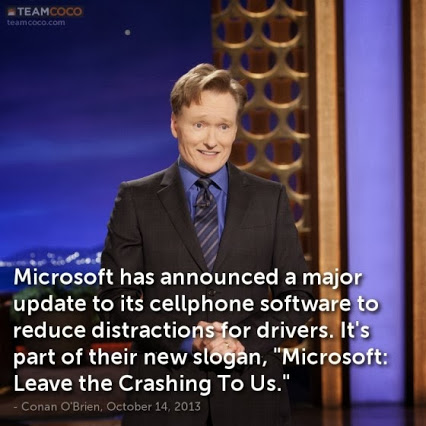 TEAMCOCO
teamcoco.com
Microsoft has announced a major
update to its cellphone software to
reduce distractions for drivers. It's
part of their new slogan, "Microsoft:
Leave the Crashing To Us."
- Conan O'Brien, October 14, 2013